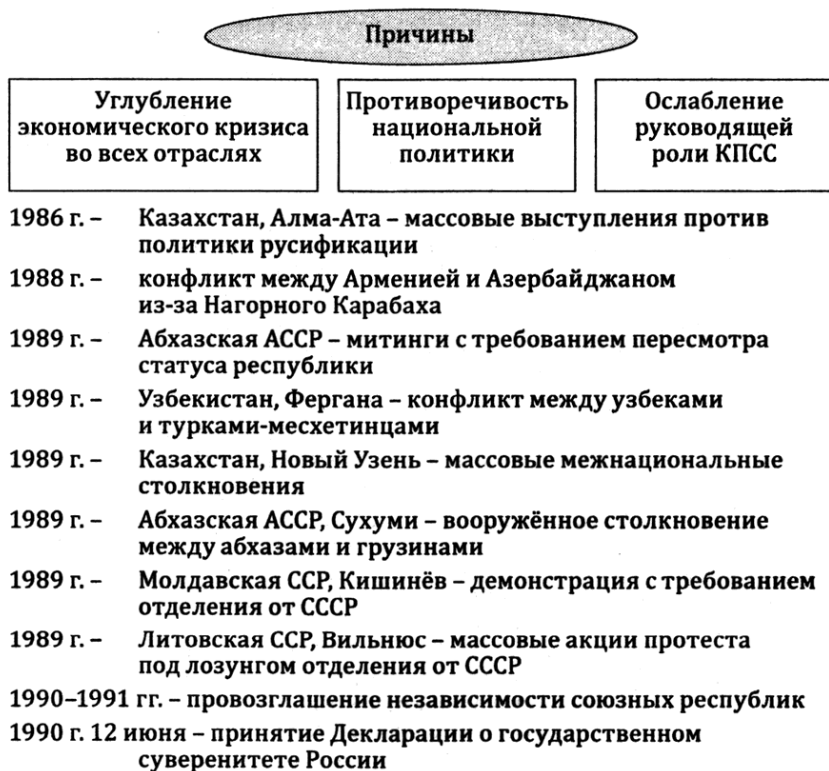 Причины
Углубление
экономического кризиса
во всех отраслях
Противоречивость
национальной
политики
Ослабление
руководящей
роли КПСС
1986 г. – Казахстан, Алма-Ата – массовые выступления против
политики русификации
1988 г. – конфликт между Арменией и Азербайджаном
из-за Нагорного Карабаха
1989 г. – Абхазская АССР – митинги с требованием пересмотра
статуса республики
1989 г. – Узбекистан, Фергана – конфликт между узбеками
и турками-месхетинцами
1989 г. – Казахстан, Новый Узень – массовые межнациональные
столкновения
1989 г. – Абхазская АССР, Сухуми – вооружённое столкновение
между абхазами и грузинами
1989 г. – Молдавская ССР, Кишинёв – демонстрация с требованием
отделения от СССР
1989 г. – Литовская ССР, Вильнюс – массовые акции протеста
под лозунгом отделения от СССР
1990–1991 гг. – провозглашение независимости союзных республик
1990 г. 12 июня – принятие Декларации о государственном
суверенитете России